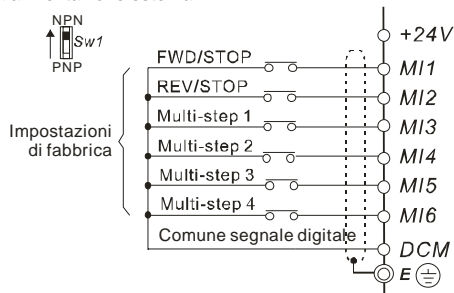 NPN
Sw1
PNP
+24V
FWD/STOP
MI1
REV/STOP
MI2
Multi-step 1
MI3
Impostazioni
di fabbrica
Multi-step 2
MI4
Multi-step 3
MI5
Multi-step 4
MI6
Comune segnale digitale
DCM
E